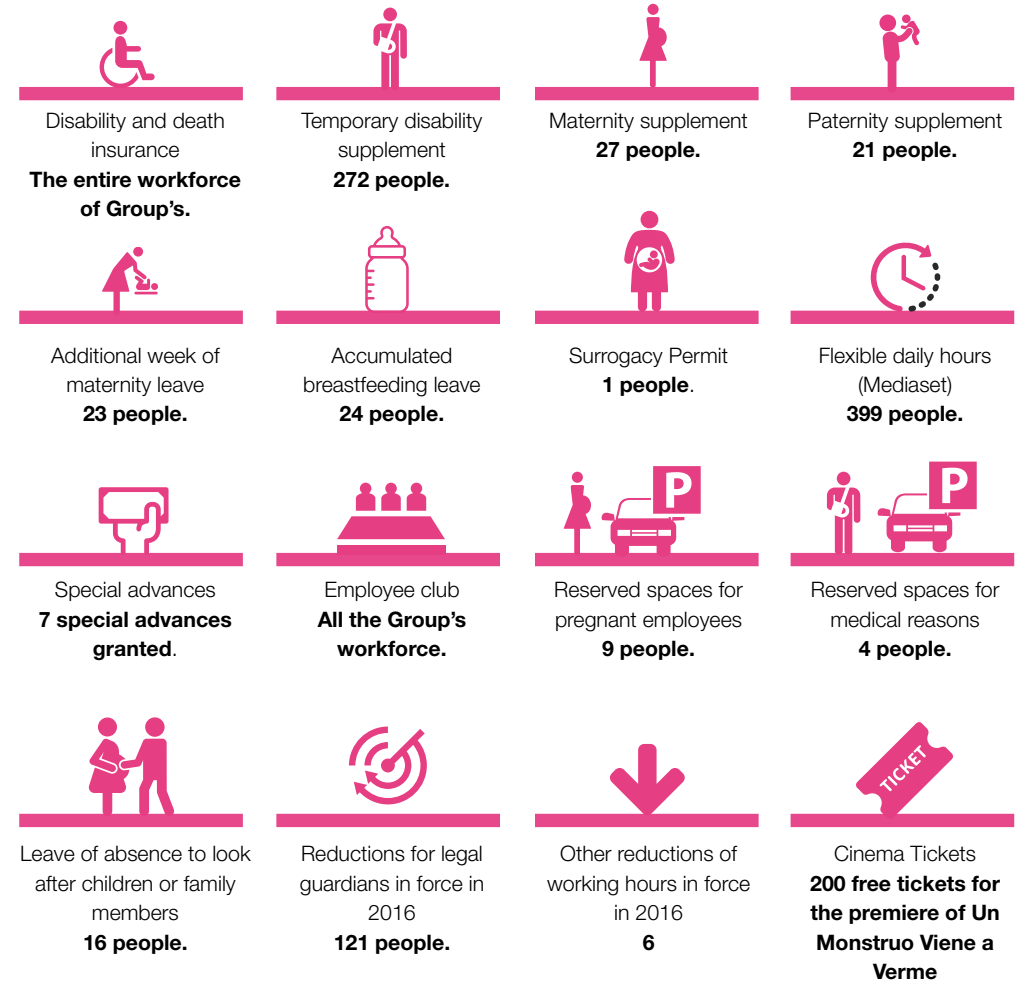 Disability and death
insurance
The entire workforce
of Group's.
Temporary disability
supplement
272 people.
Maternity supplement
27 people.
Paternity supplement
21 people.
Additional week of
maternity leave
23 people.
Accumulated
breastfeeding leave
24 people.
Surrogacy Permit
1 people.
Flexible daily hours
(Mediaset)
399 people.
P
P
Special advances
7 special advances
granted.
Employee club
All the Group's
workforce.
Reserved spaces for
pregnant employees
9 people.
Reserved spaces for
medical reasons
4 people.
TICKET
Leave of absence to look
after children or family
members
16 people.
Reductions for legal
guardians in force in
2016
121 people.
Other reductions of
working hours in force
in 2016
6
Cinema Tickets
200 free tickets for
the premiere of Un
Monstruo Viene a
Verme